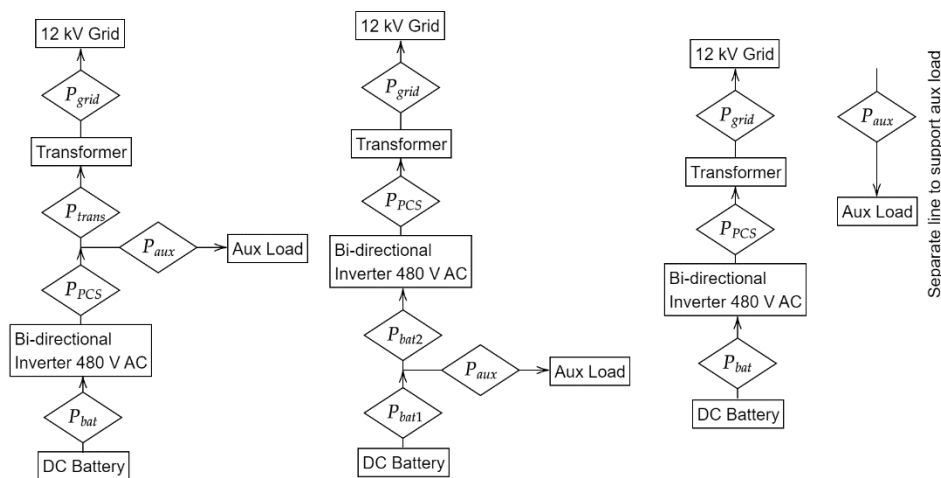 12 kV Grid
P_grid
Transformer
P_trans
P_aux
Aux Load
P_PCS
Bi-directional
Inverter 480 V AC
P_bat
DC Battery
12 kV Grid
P_grid
Transformer
P_PCS
Bi-directional
Inverter 480 V AC
P_bat2
P_aux
Aux Load
P_bat1
DC Battery
12 kV Grid
P_grid
Transformer
P_PCS
Bi-directional
Inverter 480 V AC
P_bat
DC Battery
P_aux
Aux Load
Separate line to support aux load